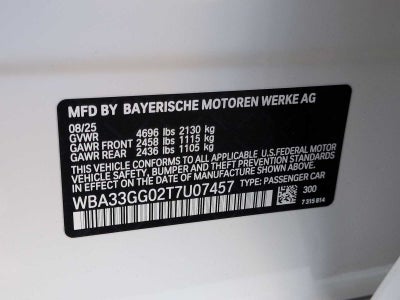 MFD BY BAYERISCHE MOTOREN WERKE AG
08/25
GVWR 4696 lbs 2130 kg
GAWR FRONT 2458 lbs 1115 kg
GAWR REAR 2436 lbs 1105 kg
THIS VEHICLE CONFORMS TO ALL APPLICABLE U.S. FEDERAL MOTOR
VEHICLE SAFETY, BUMPER, AND THEFT PREVENTION STANDARDS
IN EFFECT ON THE DATE OF MANUFACTURE SHOWN ABOVE.
WBA33GG02T7U07457 TYPE: PASSENGER CAR
300
7 315 814